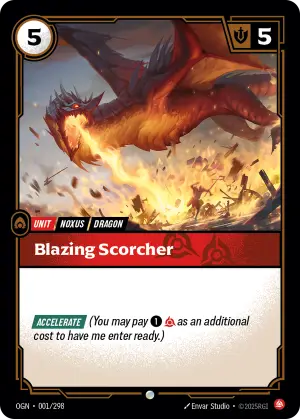 5
5
UNIT NOXUS DRAGON
Blazing Scorcher
ACCELERATE (You may pay 1 as an additional
cost to have me enter ready.)
OGN • 001/298 Envar Studio • ©2025RGI